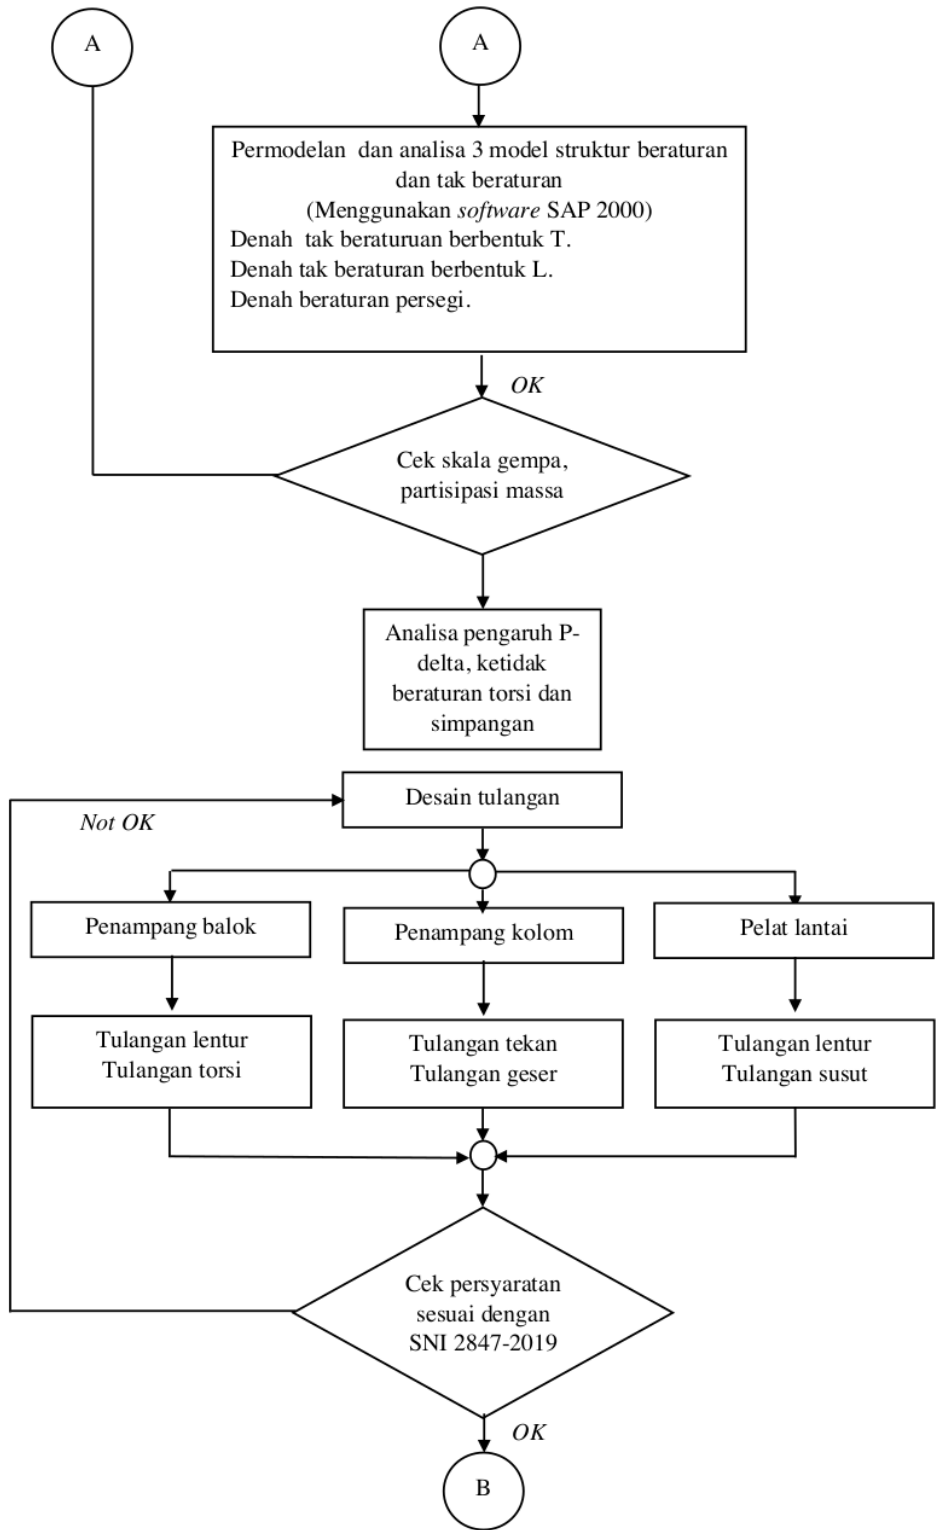 A
A
Permodelan dan analisa 3 model struktur beraturan
dan tak beraturan
(Menggunakan software SAP 2000)
Denah tak beraturuan berbentuk T.
Denah tak beraturan berbentuk L.
Denah beraturan persegi.
OK
Cek skala gempa,
partisipasi massa
Analisa pengaruh P-
delta, ketidak
beraturan torsi dan
simpangan
Desain tulangan
Not OK
Penampang balok
Penampang kolom
Pelat lantai
Tulangan lentur
Tulangan torsi
Tulangan tekan
Tulangan geser
Tulangan lentur
Tulangan susut
Cek persyaratan
sesuai dengan
SNI 2847-2019
OK
B